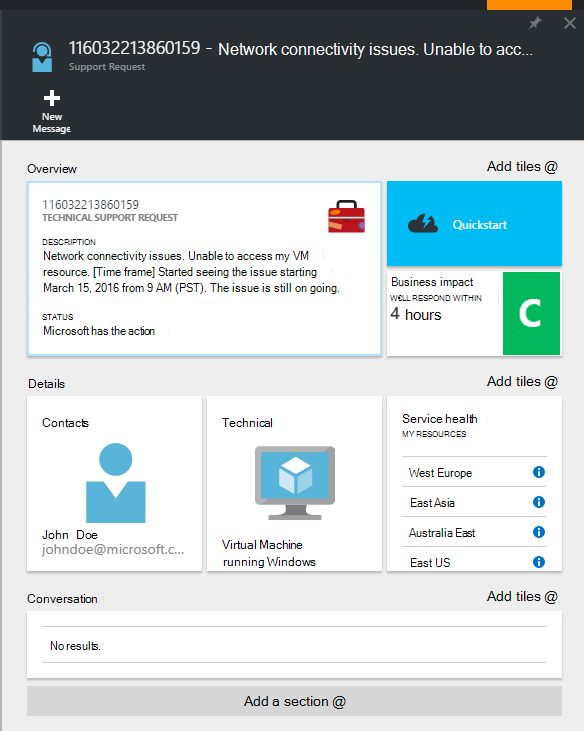 116032213860159 - Network connectivity issues. Unable to acc...
Support Request
New
Message
Overview
Add tiles @
116032213860159
TECHNICAL SUPPORT REQUEST
DESCRIPTION
Network connectivity issues. Unable to access my VM
resource. [Time frame] Started seeing the issue starting
March 15, 2016 from 9 AM (PST). The issue is still on going.
STATUS
Microsoft has the action
Quickstart
Business impact
WELL RESPOND WITHIN
4 hours
C
Details
Add tiles @
Contacts
John Doe
johndoe@microsoft.c...
Technical
Virtual Machine
running Windows
Service health
MY RESOURCES
West Europe
East Asia
Australia East
East US
Conversation
Add tiles @
No results.
Add a section @